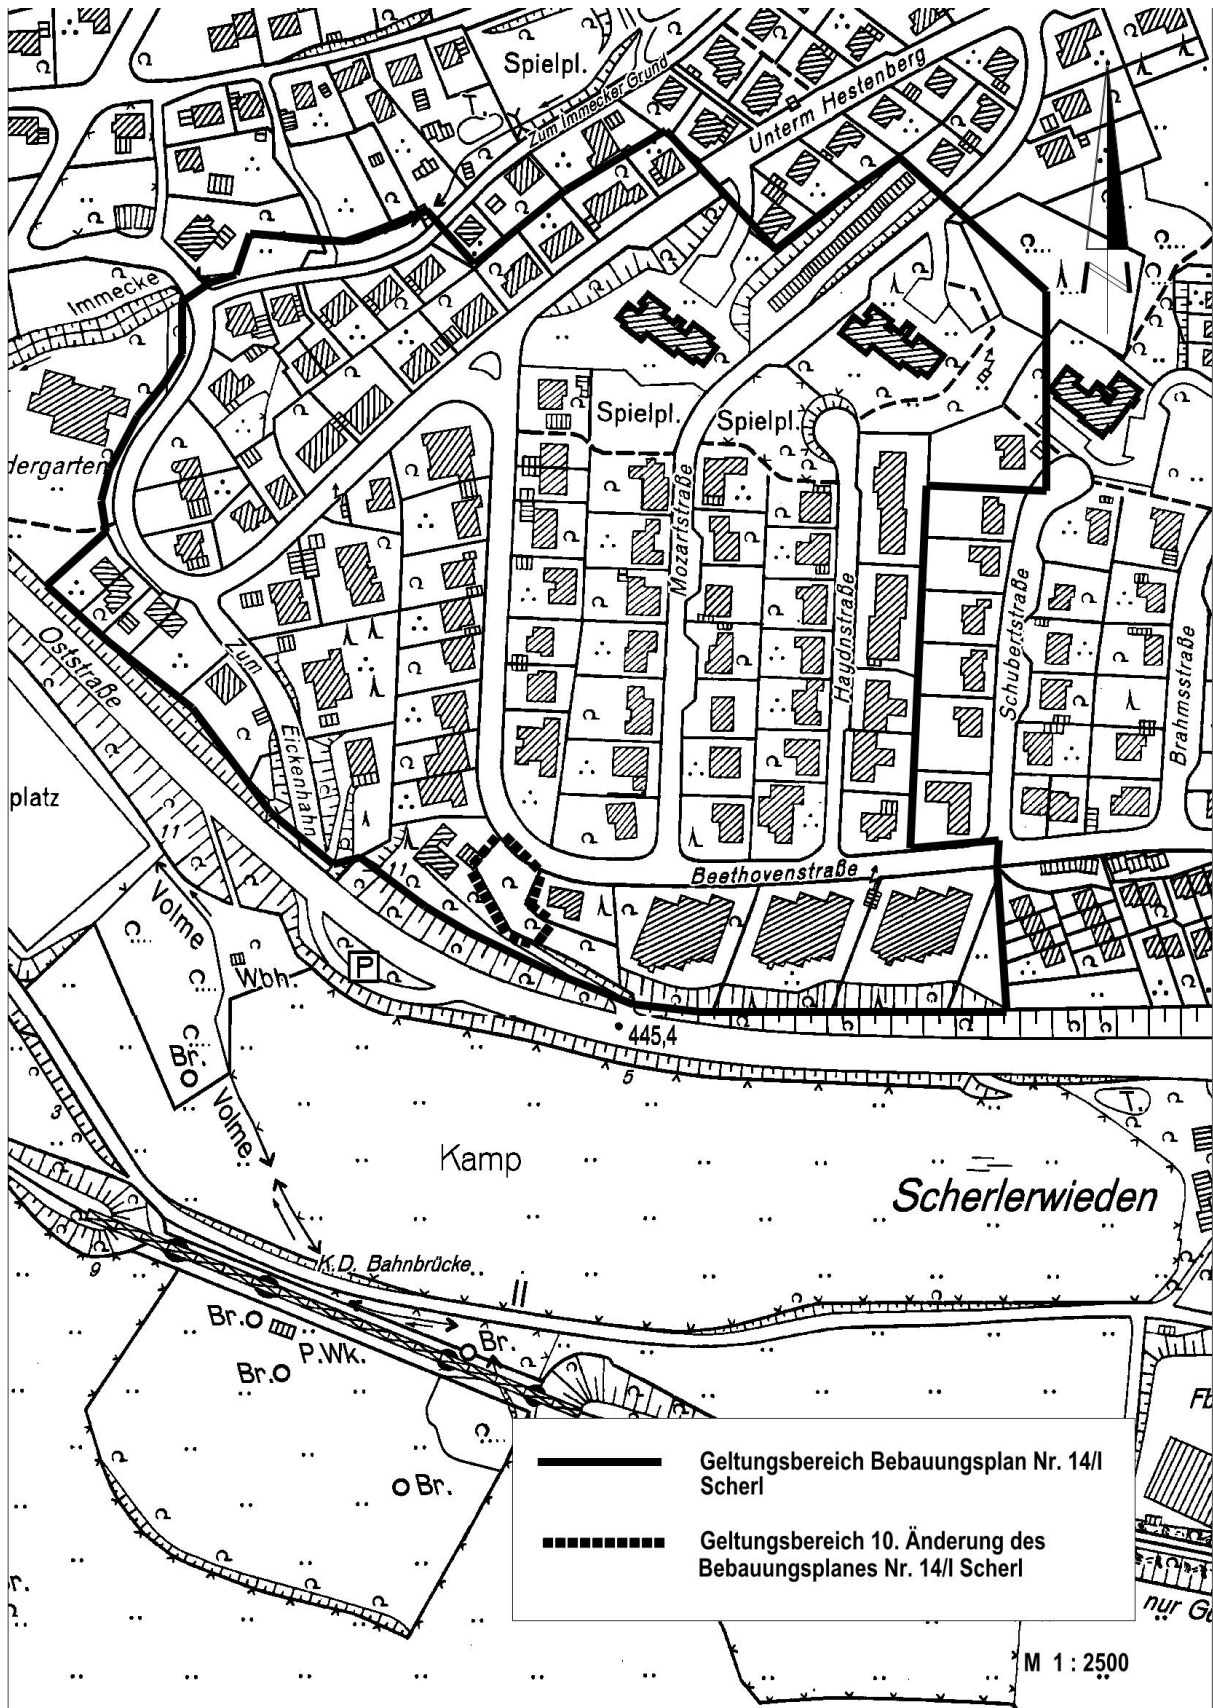 Spielpl.
Zum Immecker Grund
Unterm Hestenberg
Immecke
dergarten
Spielpl.
Spielpl.
Mozartstraße
Haydnstraße
Schubertstraße
Brahmsstraße
Oststraße
Zum
Eickenhahn
platz
11
11
Beethovenstraße
Volme
Wbh.
P
445,4
5
Br.
Volme
3
T.
Kamp
Scherlerwieden
K.D. Bahnbrücke
9
II
Br.
Br.
P.Wk.
Br.
Br.
r.
Geltungsbereich Bebauungsplan Nr. 14/I
Scherl
Geltungsbereich 10. Änderung des
Bebauungsplanes Nr. 14/I Scherl
M 1 : 2500